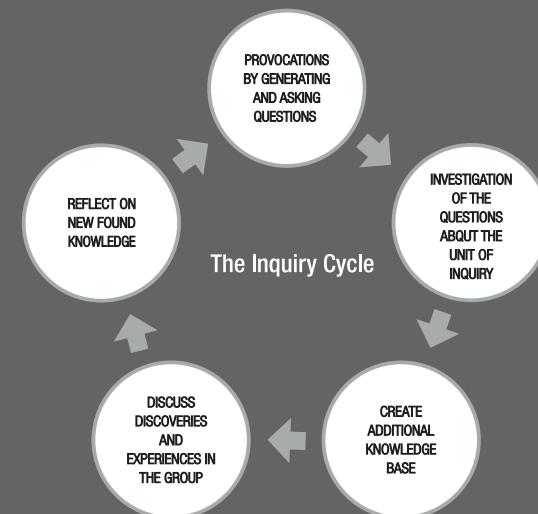 PROVOCATIONS
BY GENERATING
AND ASKING
QUESTIONS
INVESTIGATION
OF THE
QUESTIONS
ABQUT THE
UNIT OF
INQUIRY
CREATE
ADDITIONAL
KNOWLEDGE
BASE
DISCUSS
DISCOVERIES
AND
EXPERIENCES IN
THE GROUP
REFLECT ON
NEW FOUND
KNOWLEDGE
The Inquiry Cycle